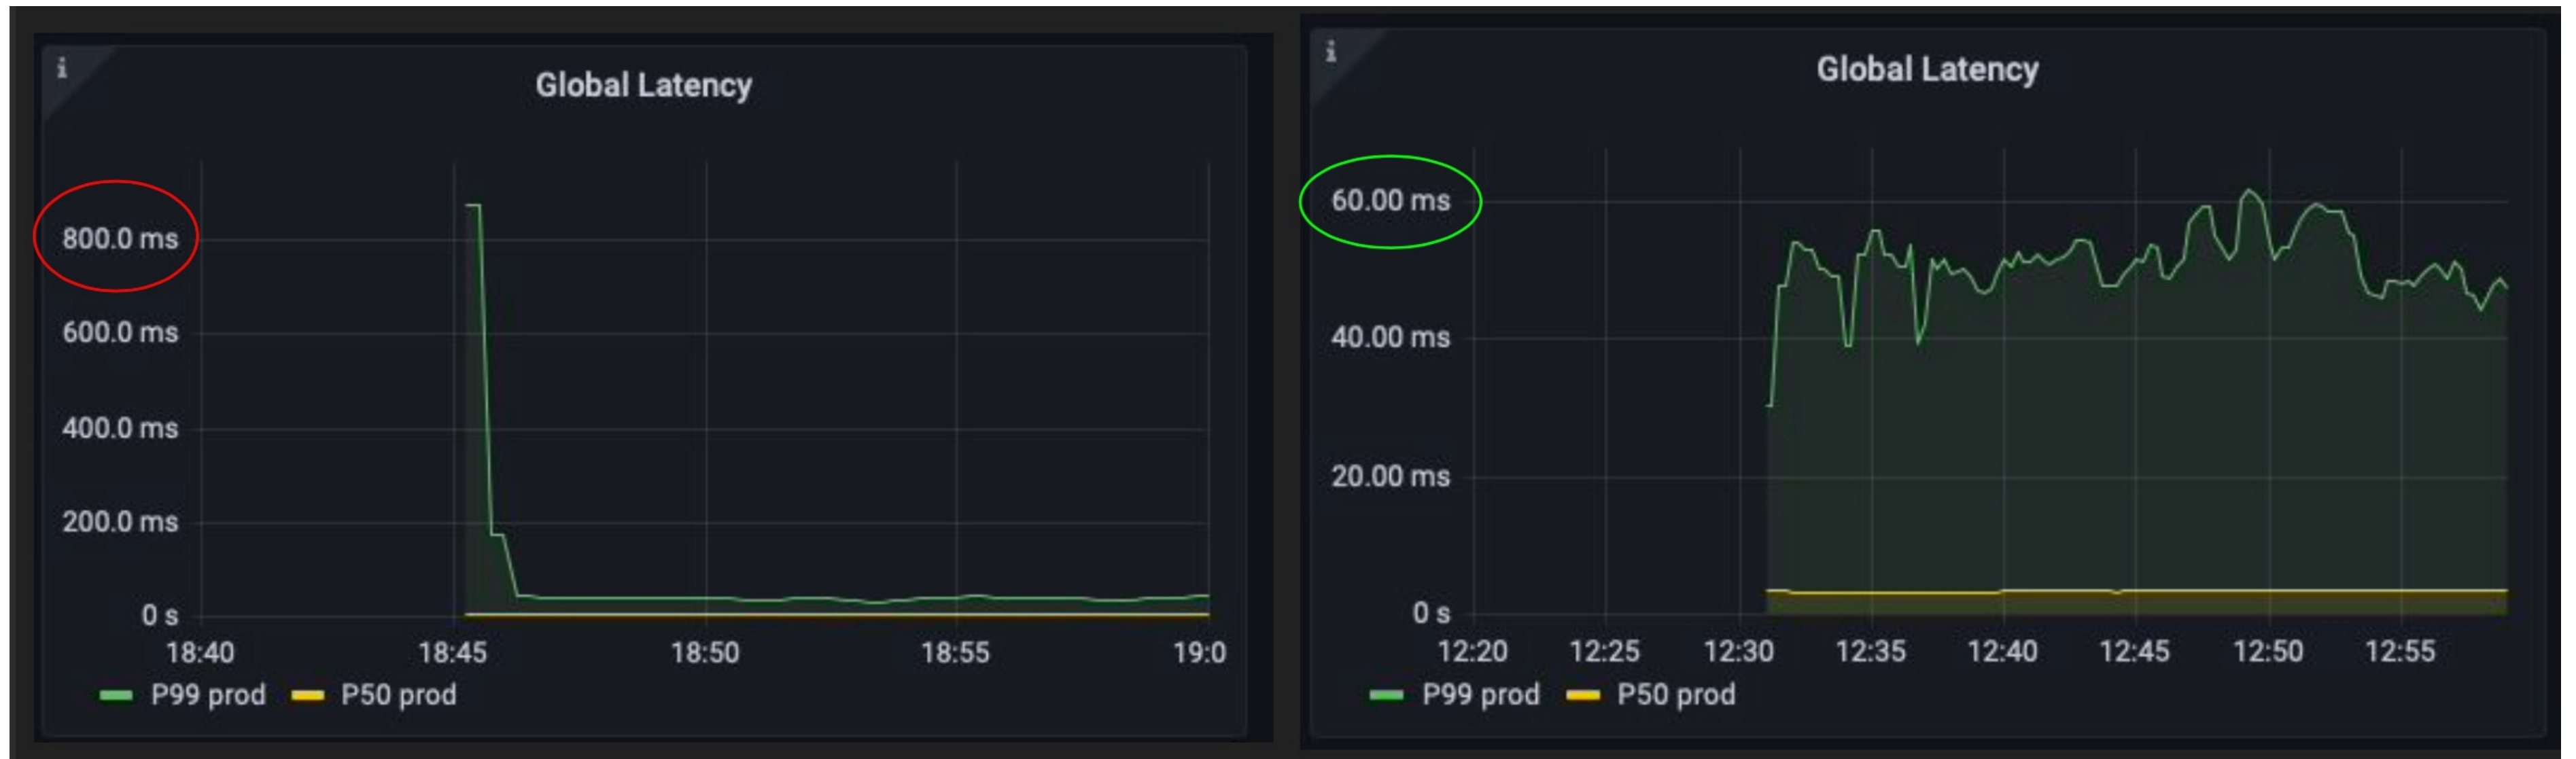 i
Global Latency
800.0 ms
600.0 ms
400.0 ms
200.0 ms
0 s
18:40 18:45 18:50 18:55 19:0
P99 prod P50 prod
i
Global Latency
60.00 ms
40.00 ms
20.00 ms
0 s
12:20 12:25 12:30 12:35 12:40 12:45 12:50 12:55
P99 prod P50 prod